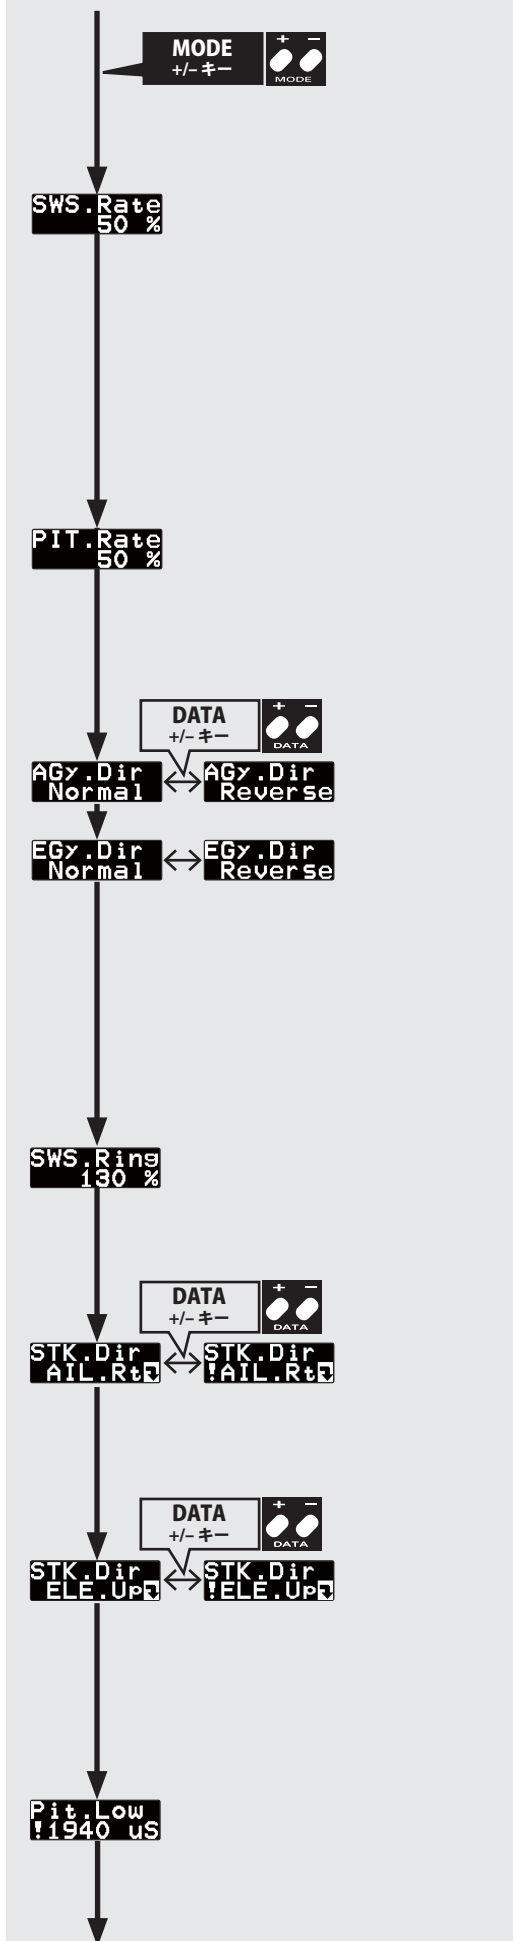 MODE
+/– キー
+ −
MODE
SWS.Rate
50 %
PIT.Rate
50 %
DATA
+/– キー
+ −
DATA
AGy.Dir
Normal
AGy.Dir
Reverse
EGy.Dir
Normal
EGy.Dir
Reverse
SWS.Ring
130 %
DATA
+/– キー
+ −
DATA
STK.Dir
AIL.Rt
STK.Dir
!AIL.Rt
DATA
+/– キー
+ −
DATA
STK.Dir
ELE.Up
STK.Dir
!ELE.Up
Pit.Low
!1940 uS